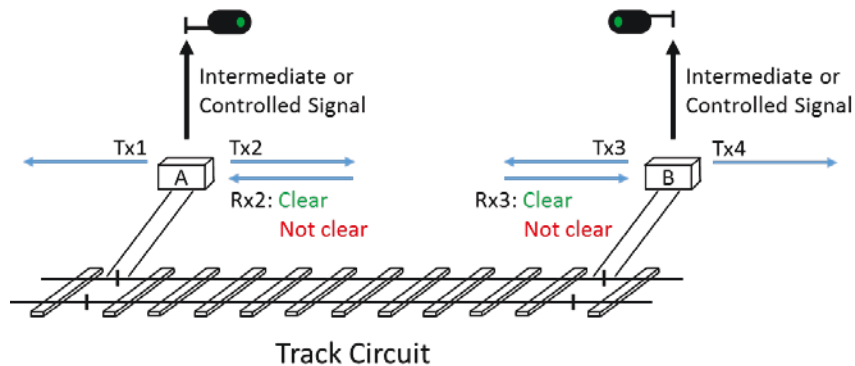 Intermediate or
Controlled Signal
Intermediate or
Controlled Signal
Tx1
Tx2
Tx3
Tx4
A
B
Rx2: Clear
Not clear
Rx3: Clear
Not clear
Track Circuit